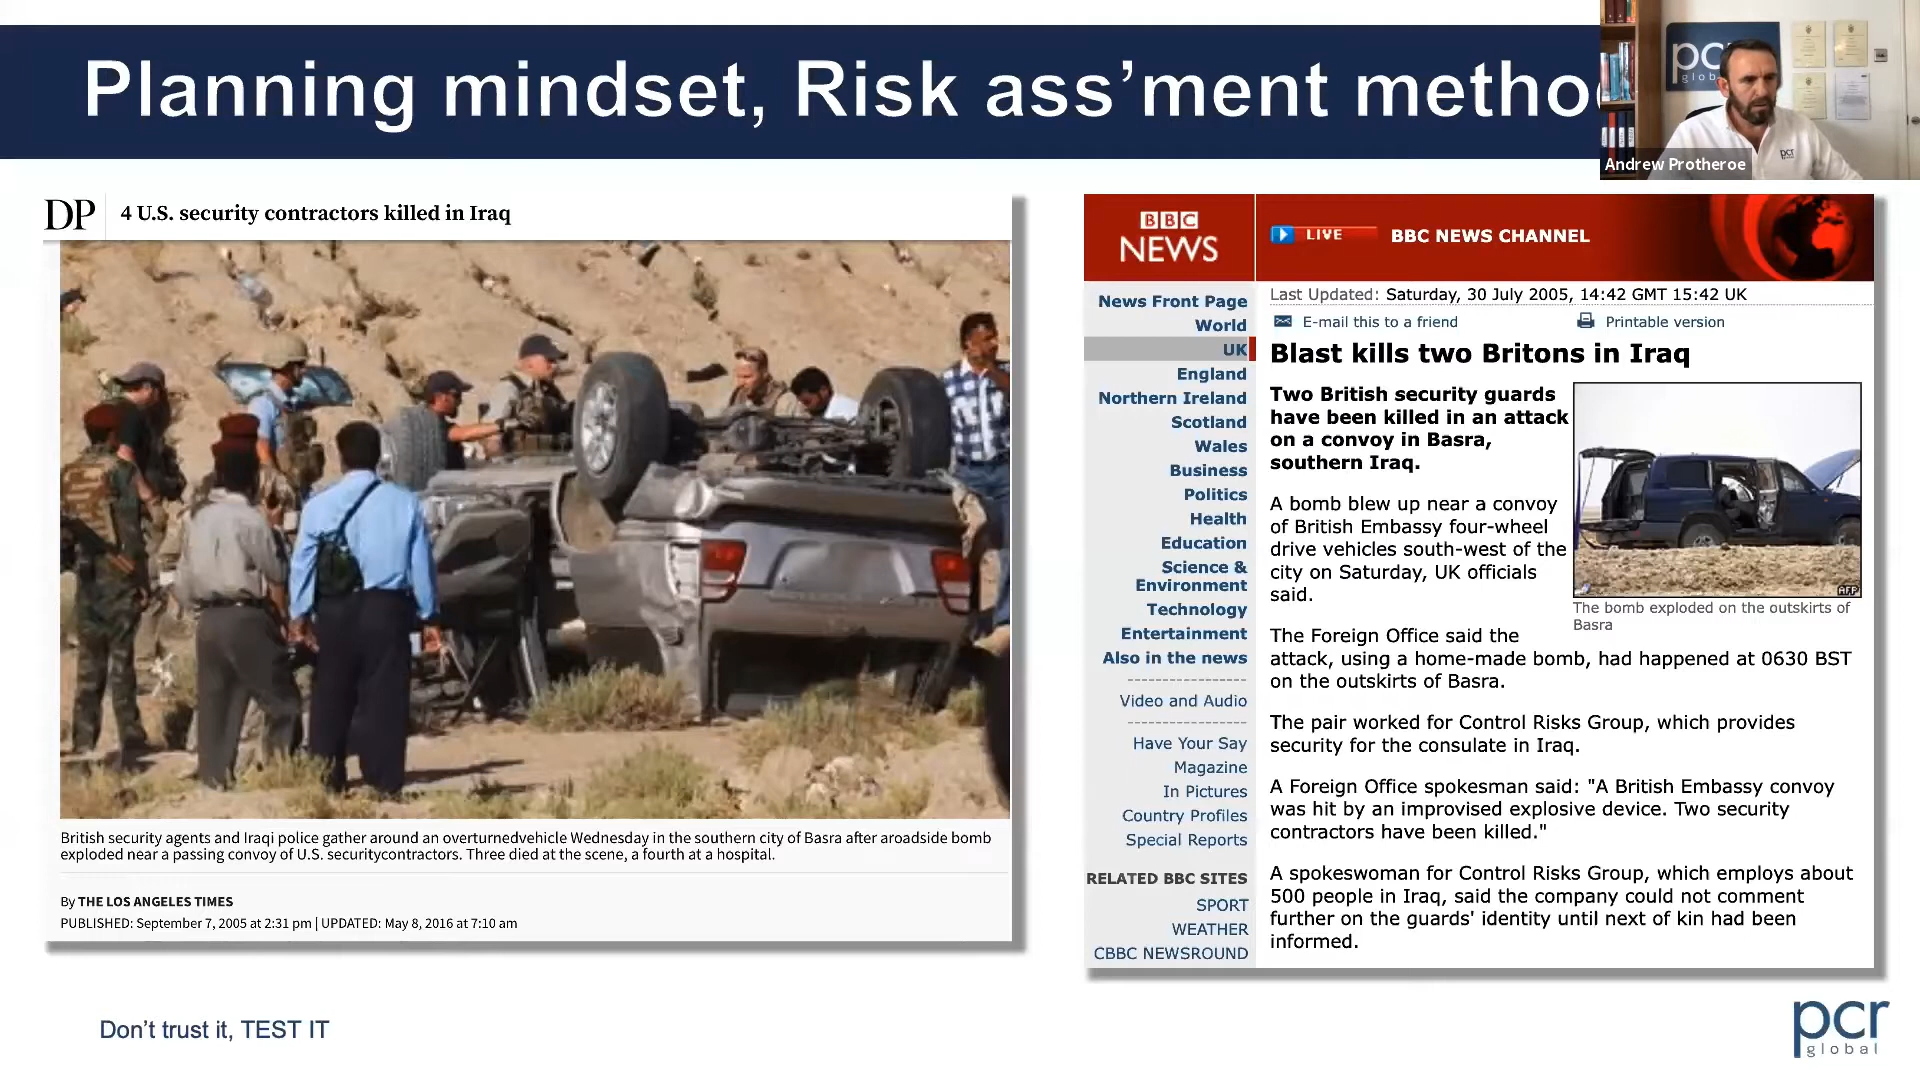 Planning mindset, Risk ass’ment metho
pcr
global
pcr
Andrew Protheroe
DP
4 U.S. security contractors killed in Iraq
British security agents and Iraqi police gather around an overturnedvehicle Wednesday in the southern city of Basra after aroadside bomb
exploded near a passing convoy of U.S. securitycontractors. Three died at the scene, a fourth at a hospital.
By THE LOS ANGELES TIMES
PUBLISHED: September 7, 2005 at 2:31 pm | UPDATED: May 8, 2016 at 7:10 am
BBC
NEWS
LIVE
BBC NEWS CHANNEL
News Front Page
World
UK
England
Northern Ireland
Scotland
Wales
Business
Politics
Health
Education
Science &
Environment
Technology
Entertainment
Also in the news
Video and Audio
Have Your Say
Magazine
In Pictures
Country Profiles
Special Reports
RELATED BBC SITES
SPORT
WEATHER
CBBC NEWSROUND
Last Updated: Saturday, 30 July 2005, 14:42 GMT 15:42 UK
E-mail this to a friend
Printable version
Blast kills two Britons in Iraq
Two British security guards
have been killed in an attack
on a convoy in Basra,
southern Iraq.
A bomb blew up near a convoy
of British Embassy four-wheel
drive vehicles south-west of the
city on Saturday, UK officials
said.
AFP
The bomb exploded on the outskirts of
Basra
The Foreign Office said the
attack, using a home-made bomb, had happened at 0630 BST
on the outskirts of Basra.
The pair worked for Control Risks Group, which provides
security for the consulate in Iraq.
A Foreign Office spokesman said: "A British Embassy convoy
was hit by an improvised explosive device. Two security
contractors have been killed."
A spokeswoman for Control Risks Group, which employs about
500 people in Iraq, said the company could not comment
further on the guards' identity until next of kin had been
informed.
Don’t trust it, TEST IT
pcr
global